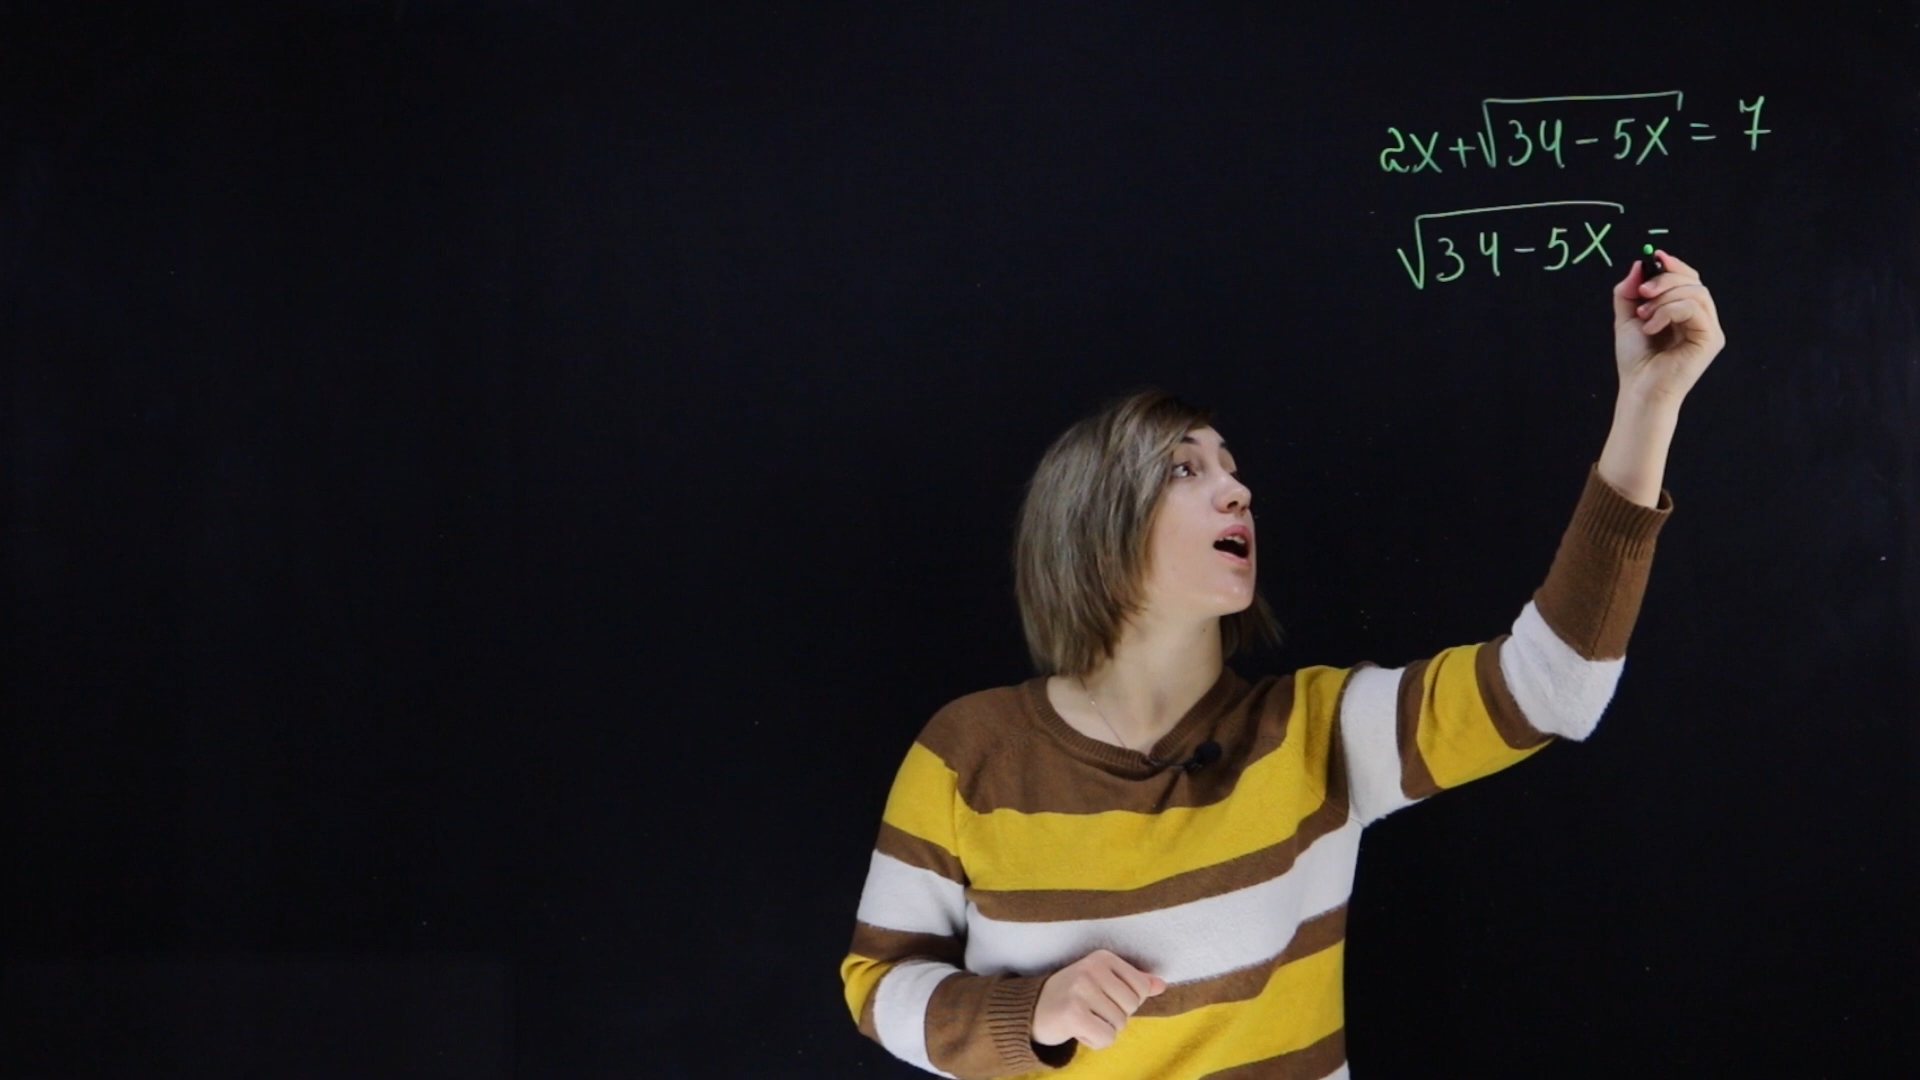 2x+√34-5x = 7
√34-5x =